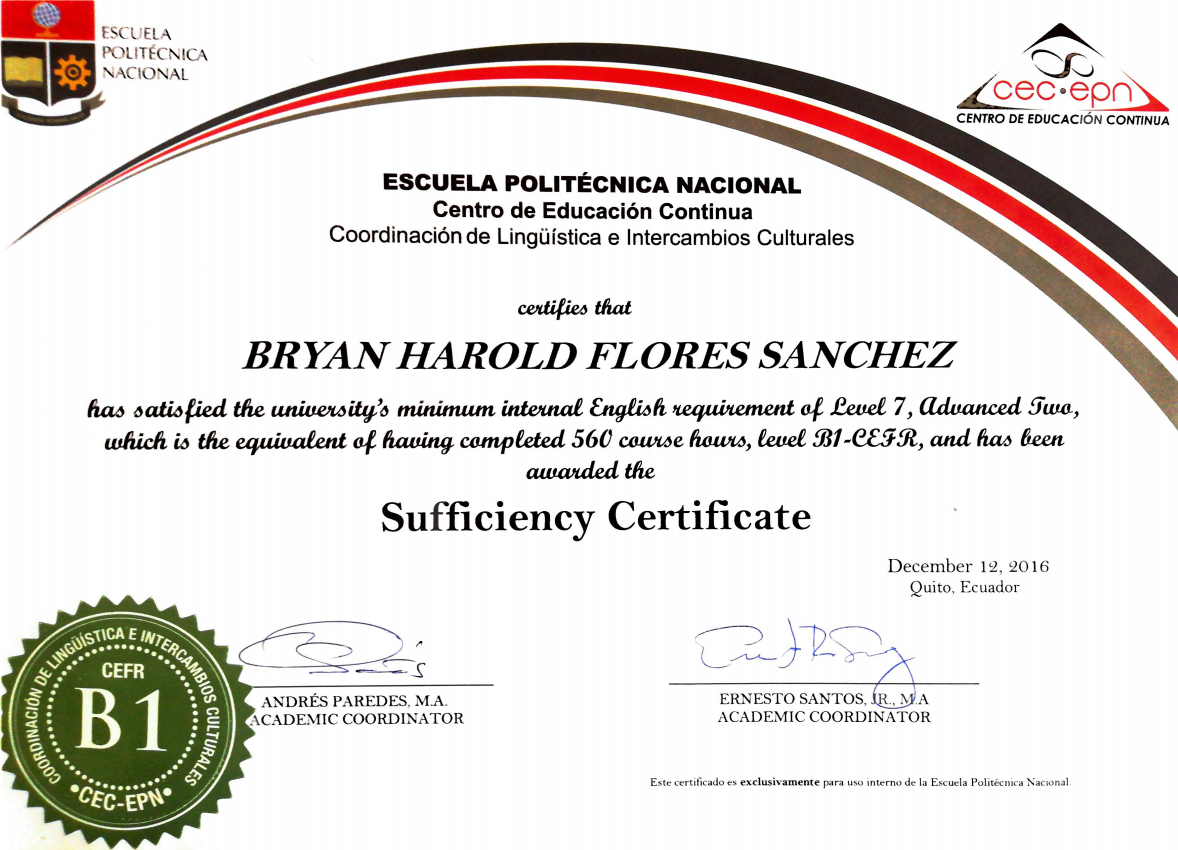 ESCUELA
POLITÉCNICA
NACIONAL
cec•epn
CENTRO DE EDUCACIÓN CONTINUA
ESCUELA POLITÉCNICA NACIONAL
Centro de Educación Continua
Coordinación de Lingüística e Intercambios Culturales
certifies that
BRYAN HAROLD FLORES SANCHEZ
has satisfied the university's minimum internal English requirement of Level 7, Advanced Two,
which is the equivalent of having completed 560 course hours, level B1-CEFR, and has been
awarded the
Sufficiency Certificate
December 12, 2016
Quito, Ecuador
COORDINACIÓN DE LINGÜÍSTICA E INTERCAMBIOS CULTURALES
CEFR
B1
•CEC-EPN•
ANDRÉS PAREDES, M.A.
ACADEMIC COORDINATOR
ERNESTO SANTOS, JR., M.A
ACADEMIC COORDINATOR
Este certificado es exclusivamente para uso interno de la Escuela Politécnica Nacional.